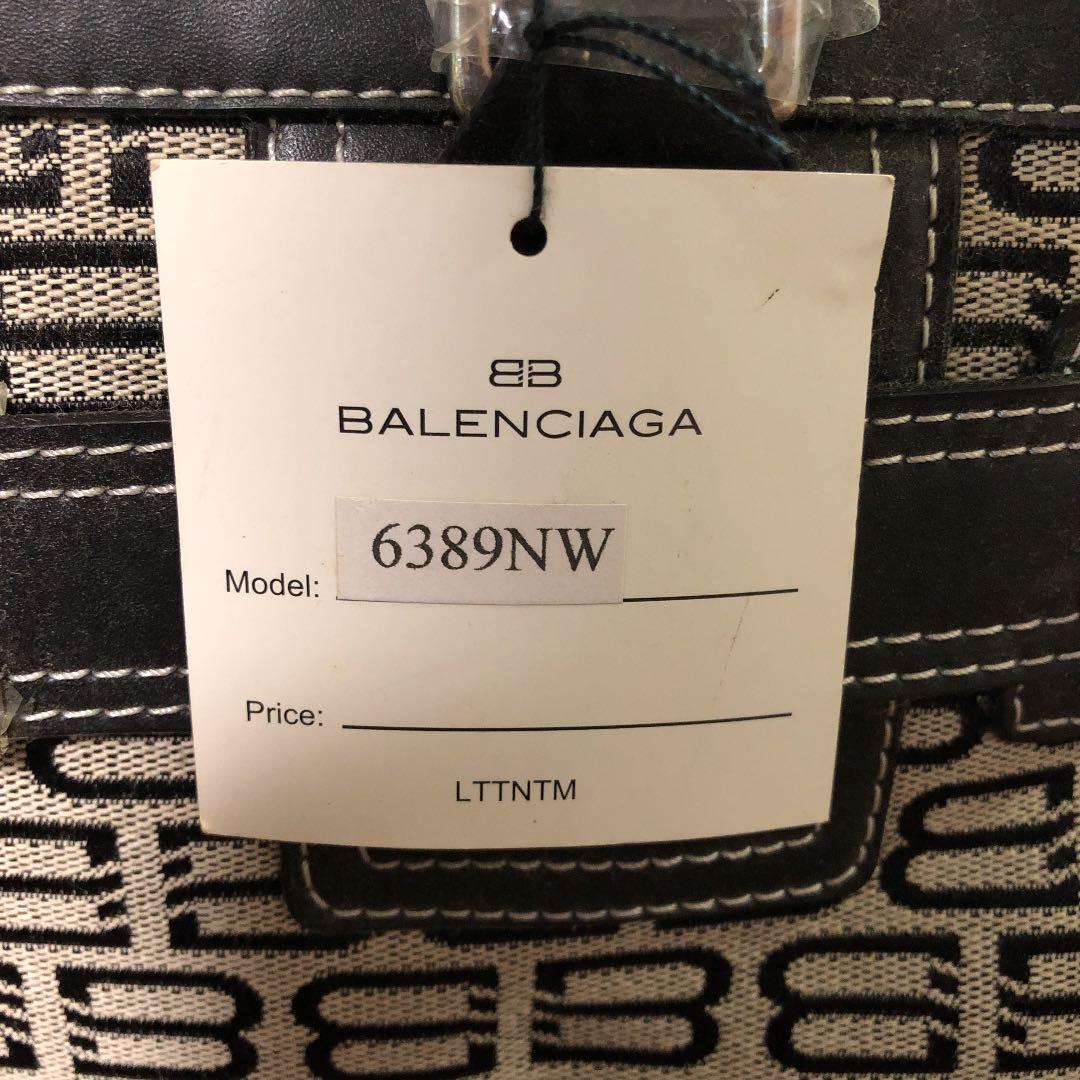 BB
BALENCIAGA
Model: 6389NW
Price:
LTTNTM